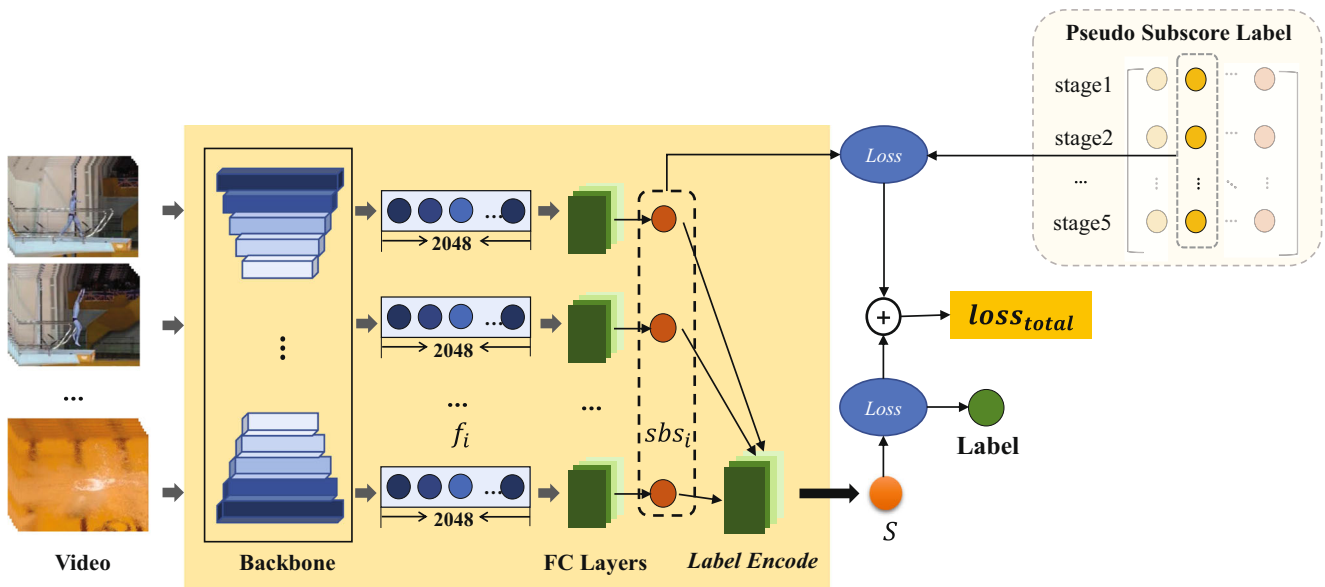 Pseudo Subscore Label
stage1
...
stage2
...
Loss
...
...
...
...
stage5
...
...
2048
...
2048
+
loss_total
...
...
...
...
Loss
f_i
sbs_i
Label
...
2048
S
Video
Backbone
FC Layers
Label Encode